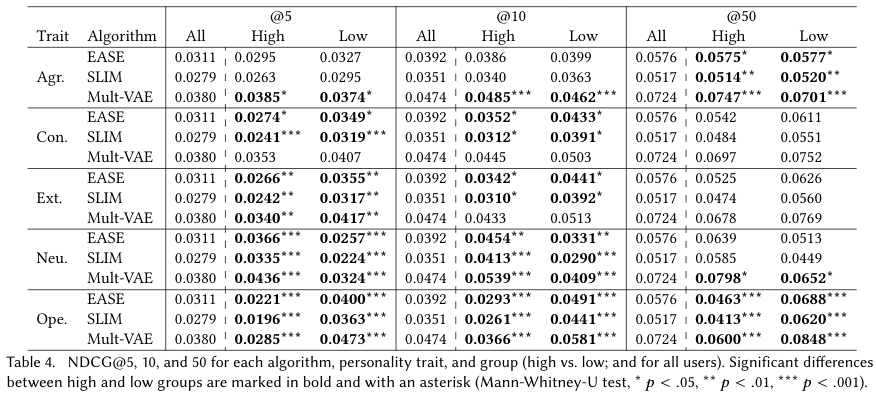 @5 @10 @50
Trait Algorithm All High Low All High Low All High Low
EASE 0.0311 0.0295 0.0327 0.0392 0.0386 0.0399 0.0576 0.0575* 0.0577*
Agr. SLIM 0.0279 0.0263 0.0295 0.0351 0.0340 0.0363 0.0517 0.0514** 0.0520**
Mult-VAE 0.0380 0.0385* 0.0374* 0.0474 0.0485*** 0.0462*** 0.0724 0.0747*** 0.0701***
EASE 0.0311 0.0274* 0.0349* 0.0392 0.0352* 0.0433* 0.0576 0.0542 0.0611
Con. SLIM 0.0279 0.0241*** 0.0319*** 0.0351 0.0312* 0.0391* 0.0517 0.0484 0.0551
Mult-VAE 0.0380 0.0353 0.0407 0.0474 0.0445 0.0503 0.0724 0.0697 0.0752
EASE 0.0311 0.0266** 0.0355** 0.0392 0.0342* 0.0441* 0.0576 0.0525 0.0626
Ext. SLIM 0.0279 0.0242** 0.0317** 0.0351 0.0310* 0.0392* 0.0517 0.0474 0.0560
Mult-VAE 0.0380 0.0340** 0.0417** 0.0474 0.0433 0.0513 0.0724 0.0678 0.0769
EASE 0.0311 0.0366*** 0.0257*** 0.0392 0.0454** 0.0331** 0.0576 0.0639 0.0513
Neu. SLIM 0.0279 0.0335*** 0.0224*** 0.0351 0.0413*** 0.0290*** 0.0517 0.0585 0.0449
Mult-VAE 0.0380 0.0436*** 0.0324*** 0.0474 0.0539*** 0.0409*** 0.0724 0.0798* 0.0652*
EASE 0.0311 0.0221*** 0.0400*** 0.0392 0.0293*** 0.0491*** 0.0576 0.0463*** 0.0688***
Ope. SLIM 0.0279 0.0196*** 0.0363*** 0.0351 0.0261*** 0.0441*** 0.0517 0.0413*** 0.0620***
Mult-VAE 0.0380 0.0285*** 0.0473*** 0.0474 0.0366*** 0.0581*** 0.0724 0.0600*** 0.0848***
Table 4. NDCG@5, 10, and 50 for each algorithm, personality trait, and group (high vs. low; and for all users). Significant differences
between high and low groups are marked in bold and with an asterisk (Mann-Whitney-U test, * p < .05, ** p < .01, *** p < .001).